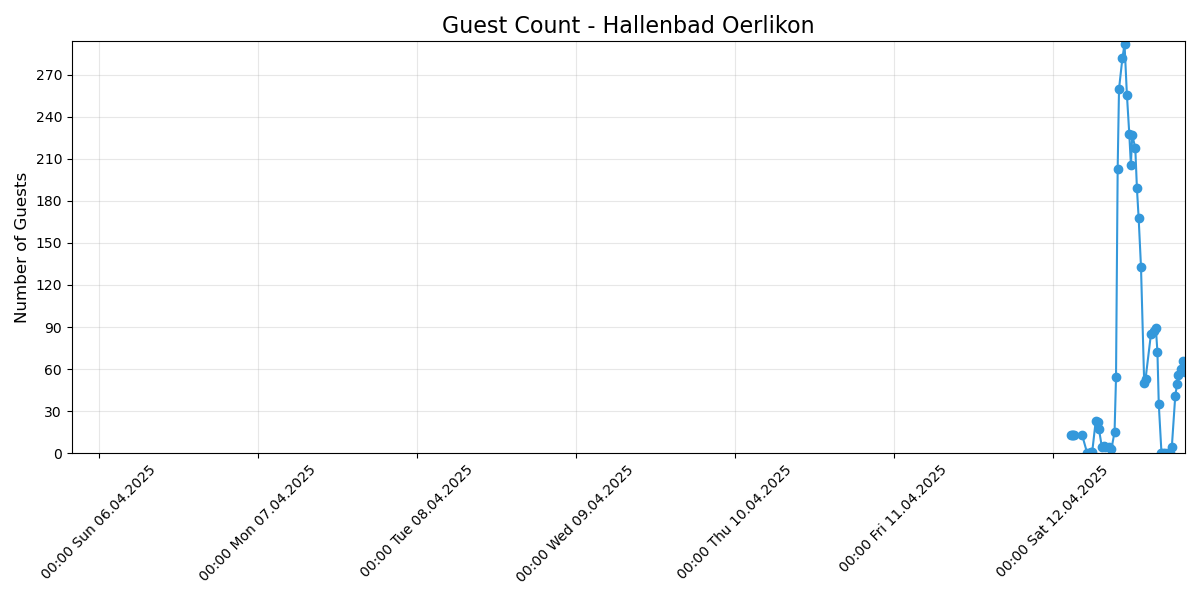 Guest Count - Hallenbad Oerlikon
Number of Guests
270
240
210
180
150
120
90
60
30
0
00:00 Sun 06.04.2025
00:00 Mon 07.04.2025
00:00 Tue 08.04.2025
00:00 Wed 09.04.2025
00:00 Thu 10.04.2025
00:00 Fri 11.04.2025
00:00 Sat 12.04.2025